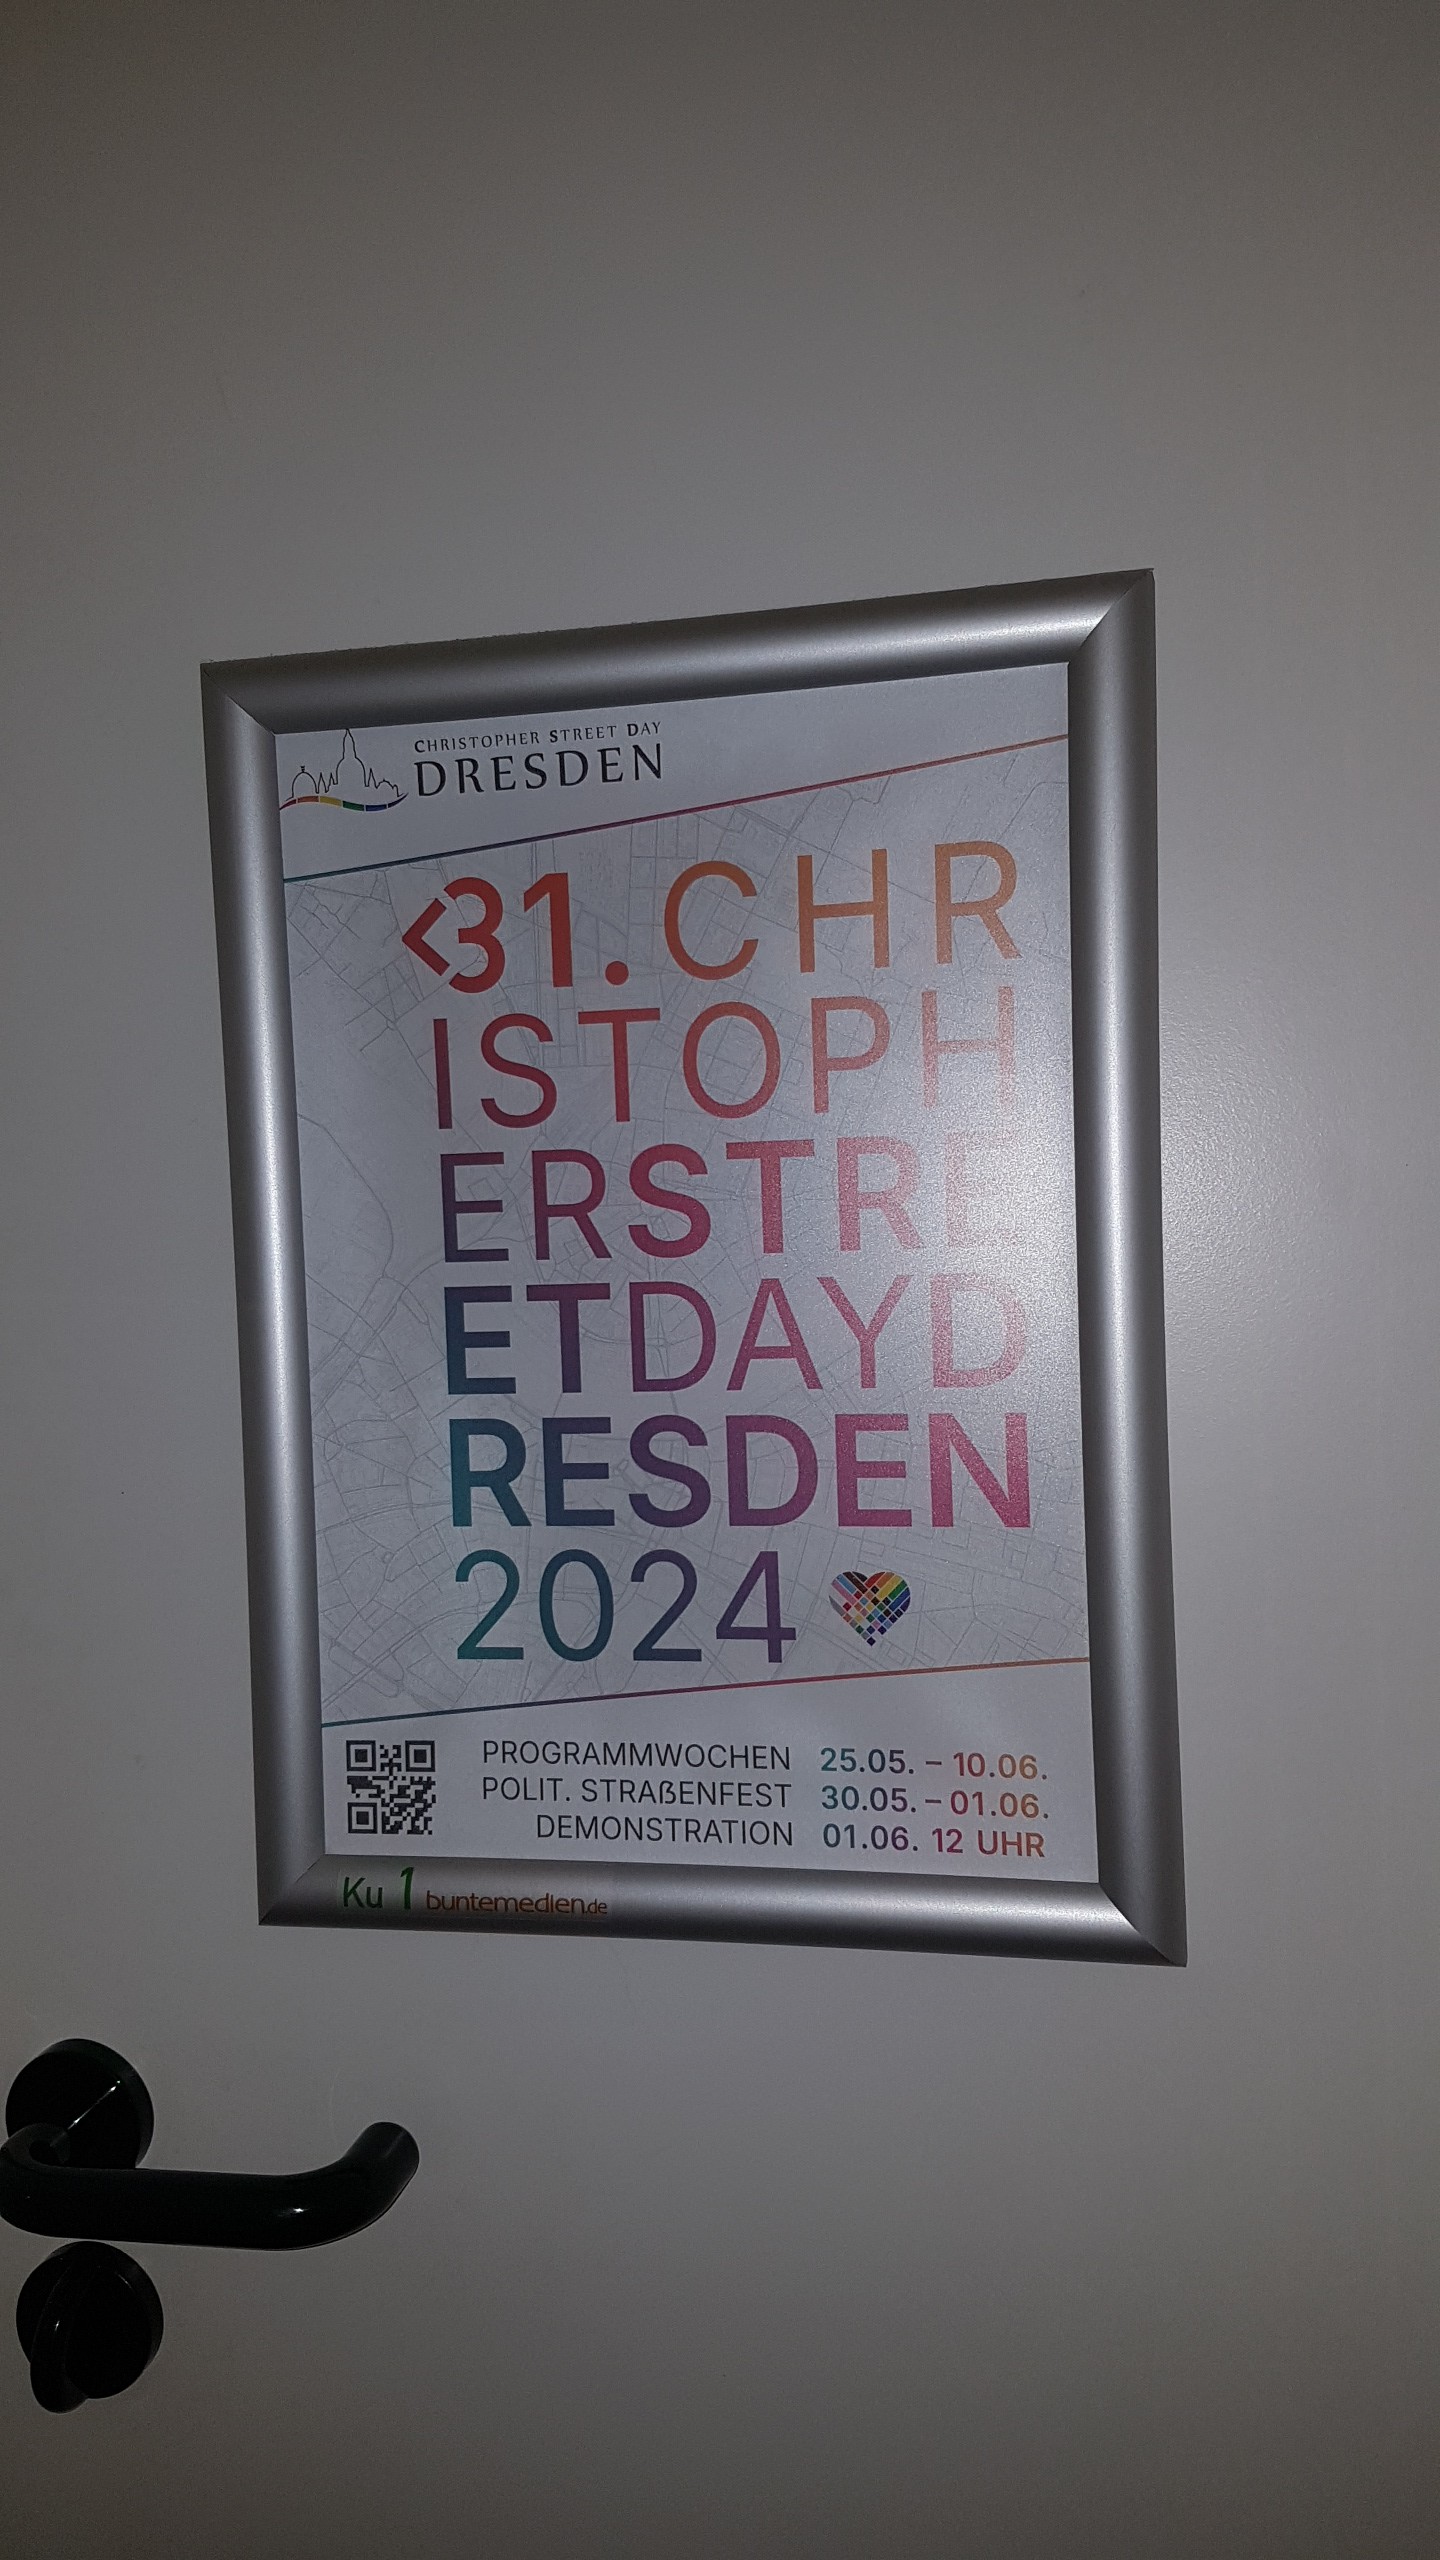 CHRISTOPHER STREET DAY
DRESDEN
<31. CHR
ISTOPH
ERSTRE
ETDAYD
RESDEN
2024
PROGRAMMWOCHEN 25.05. – 10.06.
POLIT. STRAßENFEST 30.05. – 01.06.
DEMONSTRATION 01.06. 12 UHR
Ku 1 buntemedien.de